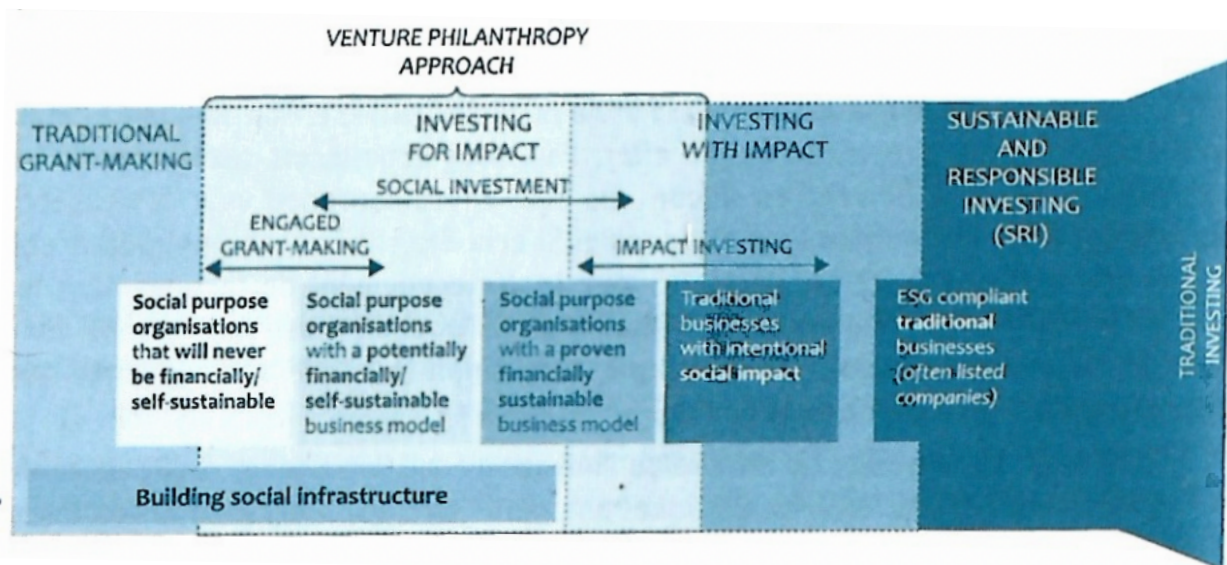 VENTURE PHILANTHROPY
APPROACH
TRADITIONAL
GRANT-MAKING
INVESTING
FOR IMPACT
INVESTING
WITH IMPACT
SUSTAINABLE
AND
RESPONSIBLE
INVESTING
(SRI)
SOCIAL INVESTMENT
ENGAGED
GRANT-MAKING
IMPACT INVESTING
Social purpose
organisations
that will never
be financially/
self-sustainable
Social purpose
organisations
with a potentially
financially/
self-sustainable
business model
Social purpose
organisations
with a proven
financially
sustainable
business model
Traditional
businesses
with intentional
social impact
ESG compliant
traditional
businesses
(often listed
companies)
TRADITIONAL
INVESTING
Building social infrastructure